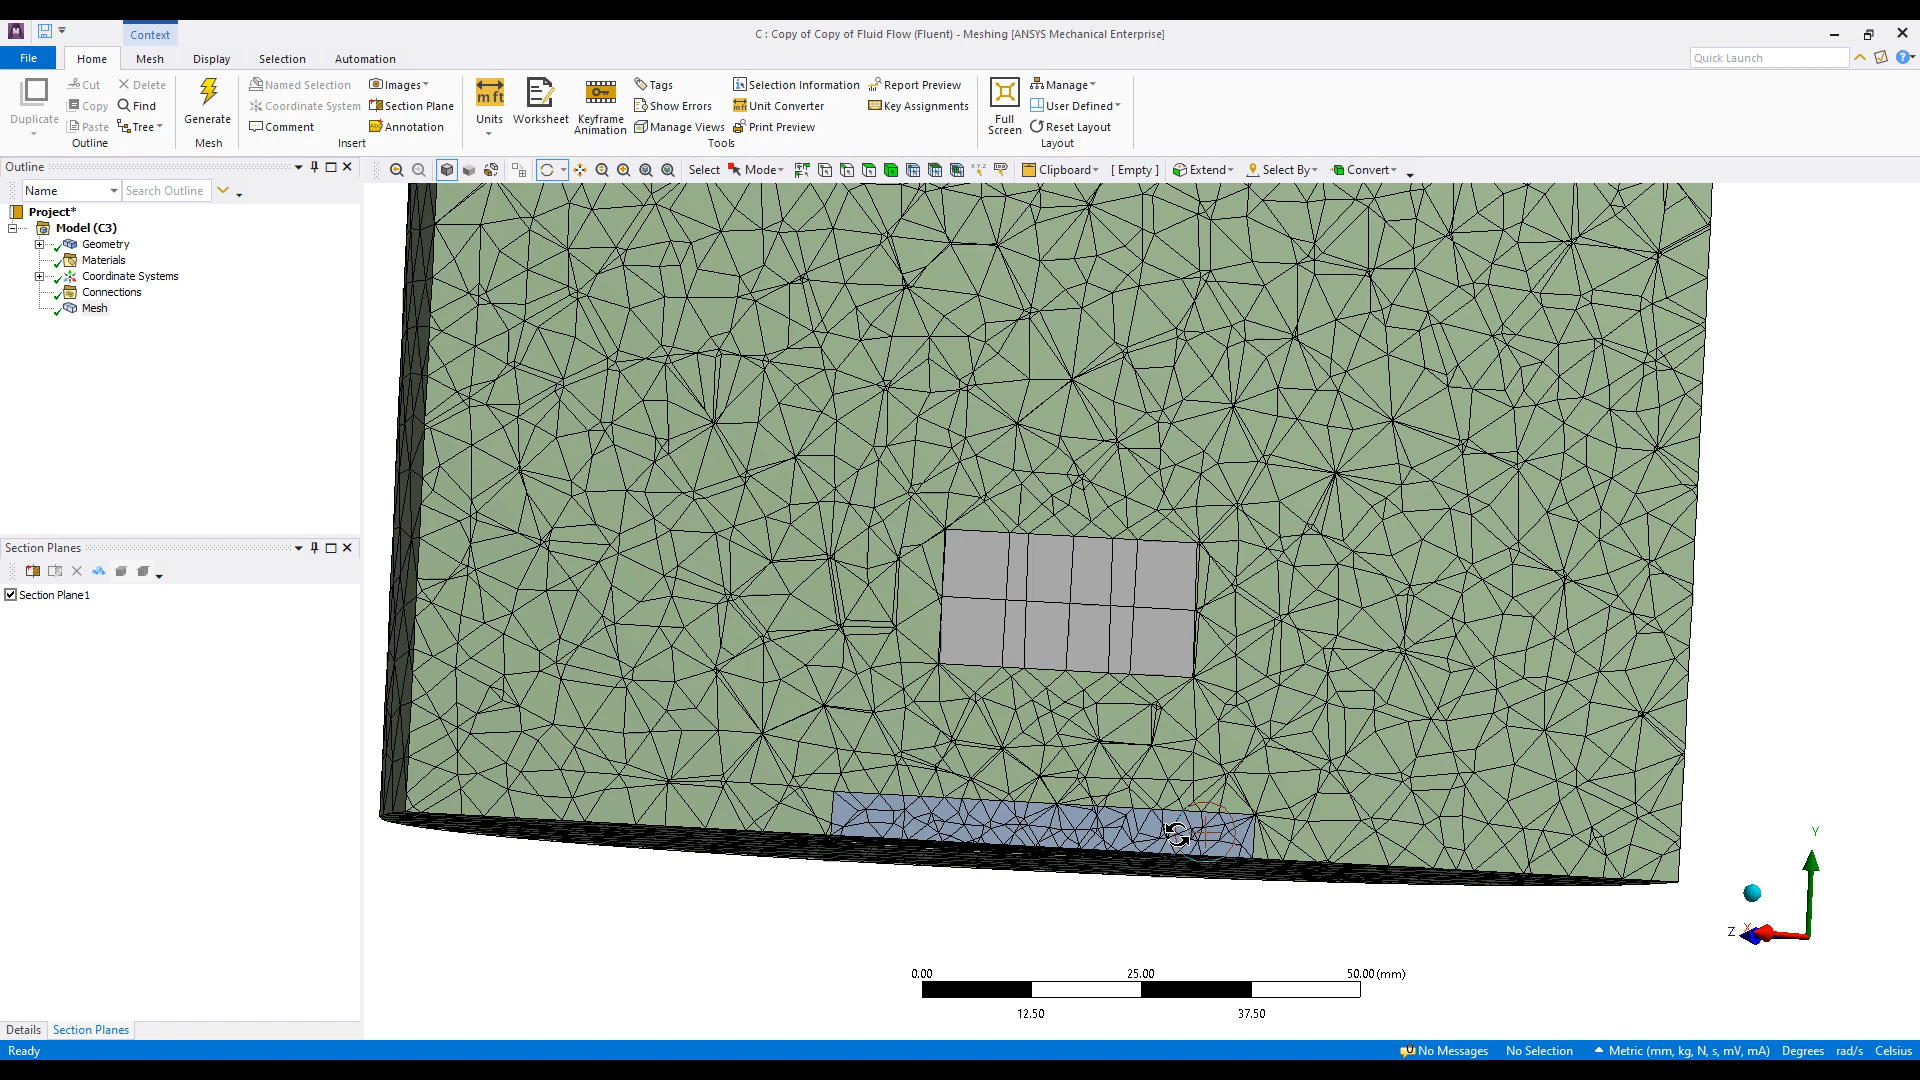 Context
C : Copy of Copy of Fluid Flow (Fluent) - Meshing [ANSYS Mechanical Enterprise]
File Home Mesh Display Selection Automation
Quick Launch
Duplicate
Cut
Copy
Paste
Delete
Find
Tree
Outline
Generate
Mesh
Named Selection
Coordinate System
Comment
Images
Section Plane
Annotation
Insert
mft
Units
Worksheet
Keyframe
Animation
Tags
Show Errors
Manage Views
Selection Information
Unit Converter
Print Preview
Report Preview
Key Assignments
Tools
Full
Screen
Manage
User Defined
Reset Layout
Layout
Outline
Name Search Outline
Select Mode Clipboard [ Empty ] Extend Select By Convert
Project*
Model (C3)
Geometry
Materials
Coordinate Systems
Connections
Mesh
Section Planes
Section Plane1
Y
Z
X
0.00 25.00 50.00 (mm)
12.50 37.50
Details Section Planes
Ready
No Messages No Selection Metric (mm, kg, N, s, mV, mA) Degrees rad/s Celsius